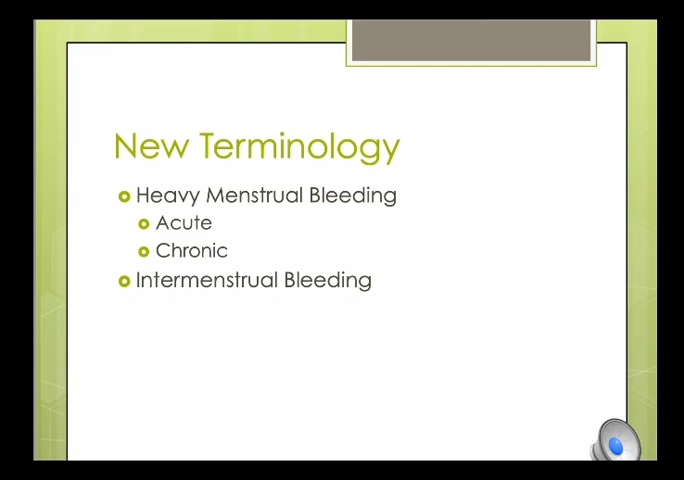 New Terminology
Heavy Menstrual Bleeding
Acute
Chronic
Intermenstrual Bleeding